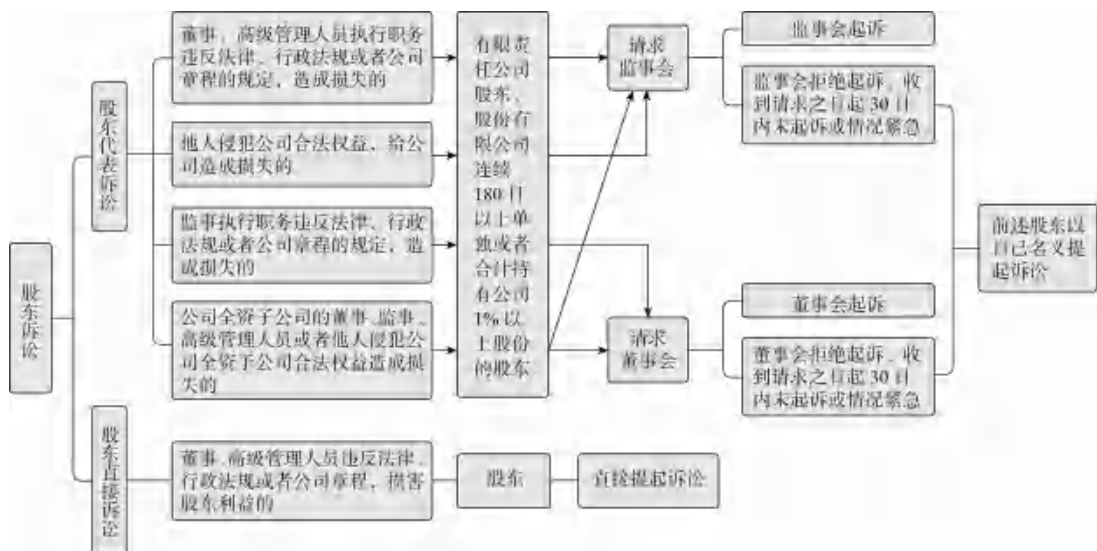 股东诉讼
股东代表诉讼
董事、高级管理人员执行职务
违反法律、行政法规或者公司
章程的规定，造成损失的
他人侵犯公司合法权益，给公
司造成损失的
监事执行职务违反法律、行政
法规或者公司章程的规定，造
成损失的
公司全资子公司的董事、监事、
高级管理人员或者他人侵犯公
司全资子公司合法权益造成损
失的
有限责
任公司
股东、
股份有
限公司
连续
180日
以上单
独或者
合计持
有公司
1%以
上股份
的股东
请求
监事会
监事会起诉
监事会拒绝起诉、收
到请求之日起30日
内未起诉或情况紧急
请求
董事会
董事会起诉
董事会拒绝起诉、收
到请求之日起30日
内未起诉或情况紧急
前述股东以
自己名义提
起诉讼
股东直接诉讼
董事、高级管理人员违反法律、
行政法规或者公司章程，损害
股东利益的
股东
直接提起诉讼